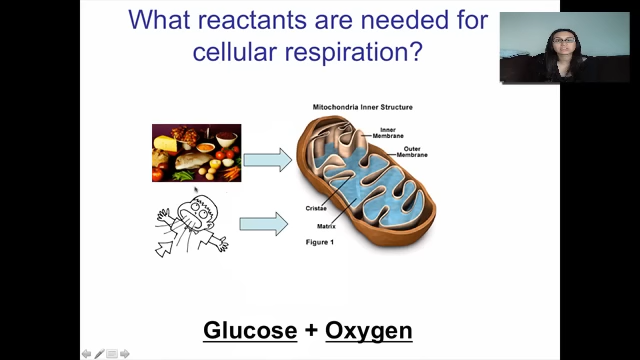 What reactants are needed for
cellular respiration?
Mitochondria Inner Structure
Inner
Membrane
Outer
Membrane
Cristae
Matrix
Figure 1
Glucose + Oxygen